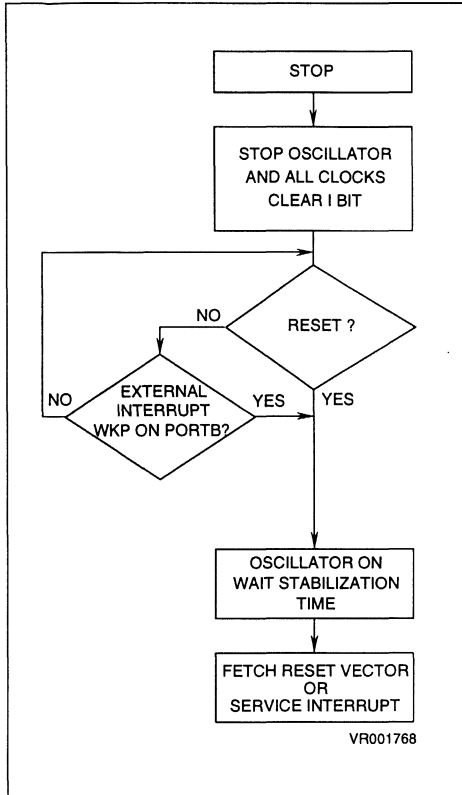 STOP
STOP OSCILLATOR
AND ALL CLOCKS
CLEAR I BIT
NO
RESET ?
NO
EXTERNAL
INTERRUPT
WKP ON PORTB?
YES
YES
OSCILLATOR ON
WAIT STABILIZATION
TIME
FETCH RESET VECTOR
OR
SERVICE INTERRUPT
VR001768